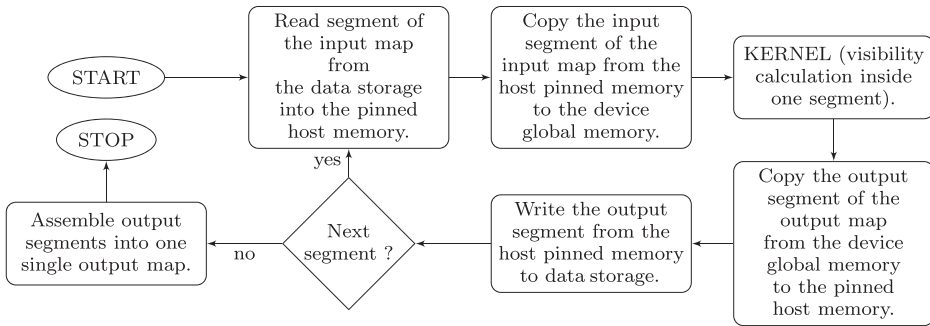 START
Read segment of
the input map
from
the data storage
into the pinned
host memory.
Copy the input
segment of the
input map from the
host pinned memory
to the device
global memory.
KERNEL (visibility
calculation inside
one segment).
Copy the output
segment of the
output map
from the device
global memory
to the pinned
host memory.
Write the output
segment from the
host pinned memory
to data storage.
Next
segment ?
yes
no
Assemble output
segments into one
single output map.
STOP